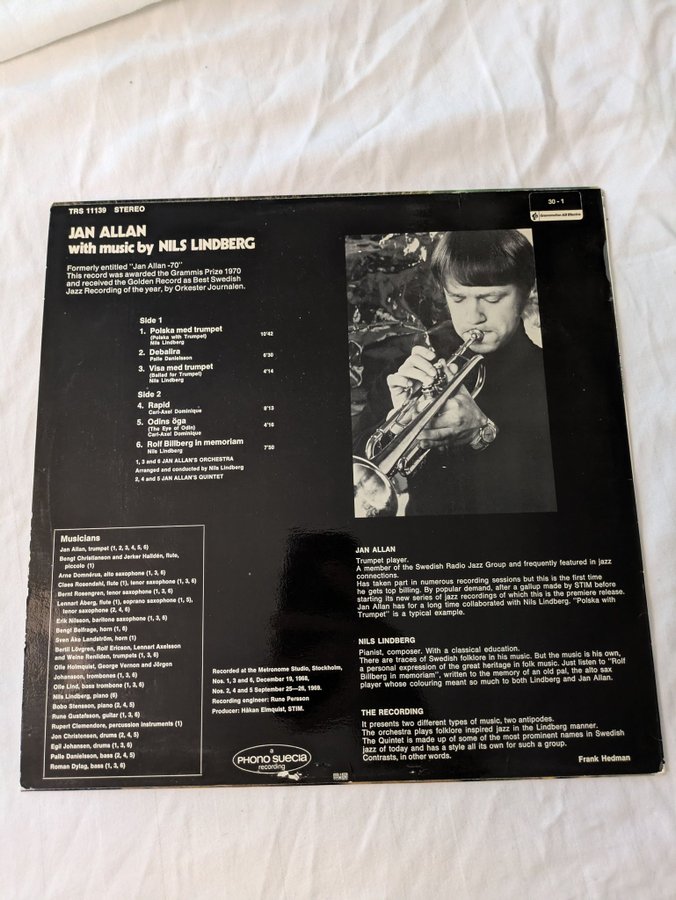 TRS 11139 STEREO
30 - 1
JAN ALLAN
with music by NILS LINDBERG
Formerly entitled "Jan Allan -70"
This record was awarded the Grammis Prize 1970
and received the Golden Record as Best Swedish
Jazz Recording of the year, by Orkester Journalen.
Side 1
1. Polska med trumpet 10'42
(Polska with Trumpet)
Nils Lindberg
2. Debalira 6'30
Palle Danielsson
3. Visa med trumpet 4'14
(Ballad for Trumpet)
Nils Lindberg
Side 2
4. Rapid 9'13
Carl-Axel Dominique
5. Odins öga 4'16
(The Eye of Odin)
Carl-Axel Dominique
6. Rolf Billberg in memoriam 7'50
Nils Lindberg
1, 3 and 6 JAN ALLAN'S ORCHESTRA
Arranged and conducted by Nils Lindberg
2, 4 and 5 JAN ALLAN'S QUINTET
Musicians
Jan Allan, trumpet (1, 2, 3, 4, 5, 6)
Bengt Christianson and Jerker Halldén, flute,
piccolo (1)
Arne Domnérus, alto saxophone (1, 3, 6)
Claes Rosendahl, flute (1), tenor saxophone (1, 3, 6)
Bernt Rosengren, tenor saxophone (1, 3, 6)
Lennart Åberg, flute (1), soprano saxophone (1, 5),
tenor saxophone (2, 4, 6)
Erik Nilsson, baritone saxophone (1, 3, 6)
Bengt Belfrage, horn (1, 6)
Sven Åke Landström, horn (1)
Bertil Lövgren, Rolf Ericson, Lennart Axelsson
and Weine Renliden, trumpets (1, 3, 6)
Olle Holmquist, George Vernon and Jörgen
Johansson, trombones (1, 3, 6)
Olle Lind, bass trombone (1, 3, 6)
Nils Lindberg, piano (6)
Bobo Stensson, piano (2, 4, 5)
Rune Gustafsson, guitar (1, 3, 6)
Rupert Clemendore, percussion instruments (1)
Jon Christensen, drums (2, 4, 5)
Egil Johansen, drums (1, 3, 6)
Palle Danielsson, bass (2, 4, 5)
Roman Dylag, bass (1, 3, 6)
Recorded at the Metronome Studio, Stockholm,
Nos. 1, 3 and 6, December 19, 1968,
Nos. 2, 4 and 5 September 25—26, 1969.
Recording engineer: Rune Persson
Producer: Håkan Elmquist, STIM.
a
PHONO SUECIA
recording
JAN ALLAN
Trumpet player.
A member of the Swedish Radio Jazz Group and frequently featured in jazz
connections.
Has taken part in numerous recording sessions but this is the first time
he gets top billing. By popular demand, after a gallup made by STIM before
starting its new series of jazz recordings of which this is the premiere release.
Jan Allan has for a long time collaborated with Nils Lindberg. "Polska with
Trumpet" is a typical example.
NILS LINDBERG
Pianist, composer. With a classical education.
There are traces of Swedish folklore in his music. But the music is his own,
a personal expression of the great heritage in folk music. Just listen to "Rolf
Billberg in memoriam", written to the memory of an old pal, the alto sax
player whose colouring meant so much to both Lindberg and Jan Allan.
THE RECORDING
It presents two different types of music, two antipodes.
The orchestra plays folklore inspired jazz in the Lindberg manner.
The Quintet is made up of some of the most prominent names in Swedish
jazz of today and has a style all its own for such a group.
Contrasts, in other words.
Frank Hedman